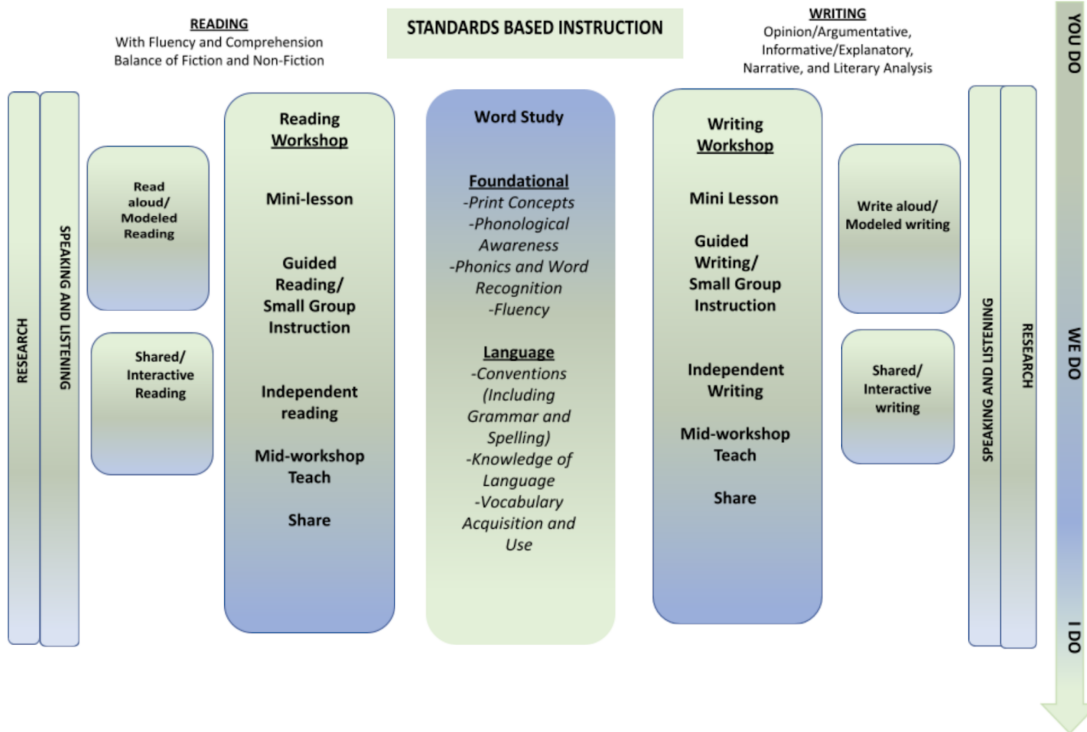 READING
With Fluency and Comprehension
Balance of Fiction and Non-Fiction
STANDARDS BASED INSTRUCTION
WRITING
Opinion/Argumentative,
Informative/Explanatory,
Narrative, and Literary Analysis
RESEARCH
SPEAKING AND LISTENING
Read
aloud/
Modeled
Reading
Shared/
Interactive
Reading
Reading
Workshop
Mini-lesson
Guided
Reading/
Small Group
Instruction
Independent
reading
Mid-workshop
Teach
Share
Word Study
Foundational
-Print Concepts
-Phonological
Awareness
-Phonics and Word
Recognition
-Fluency
Language
-Conventions
(Including
Grammar and
Spelling)
-Knowledge of
Language
-Vocabulary
Acquisition and
Use
Writing
Workshop
Mini Lesson
Guided
Writing/
Small Group
Instruction
Independent
Writing
Mid-workshop
Teach
Share
Write aloud/
Modeled writing
Shared/
Interactive
writing
SPEAKING AND LISTENING
RESEARCH
YOU DO
WE DO
I DO